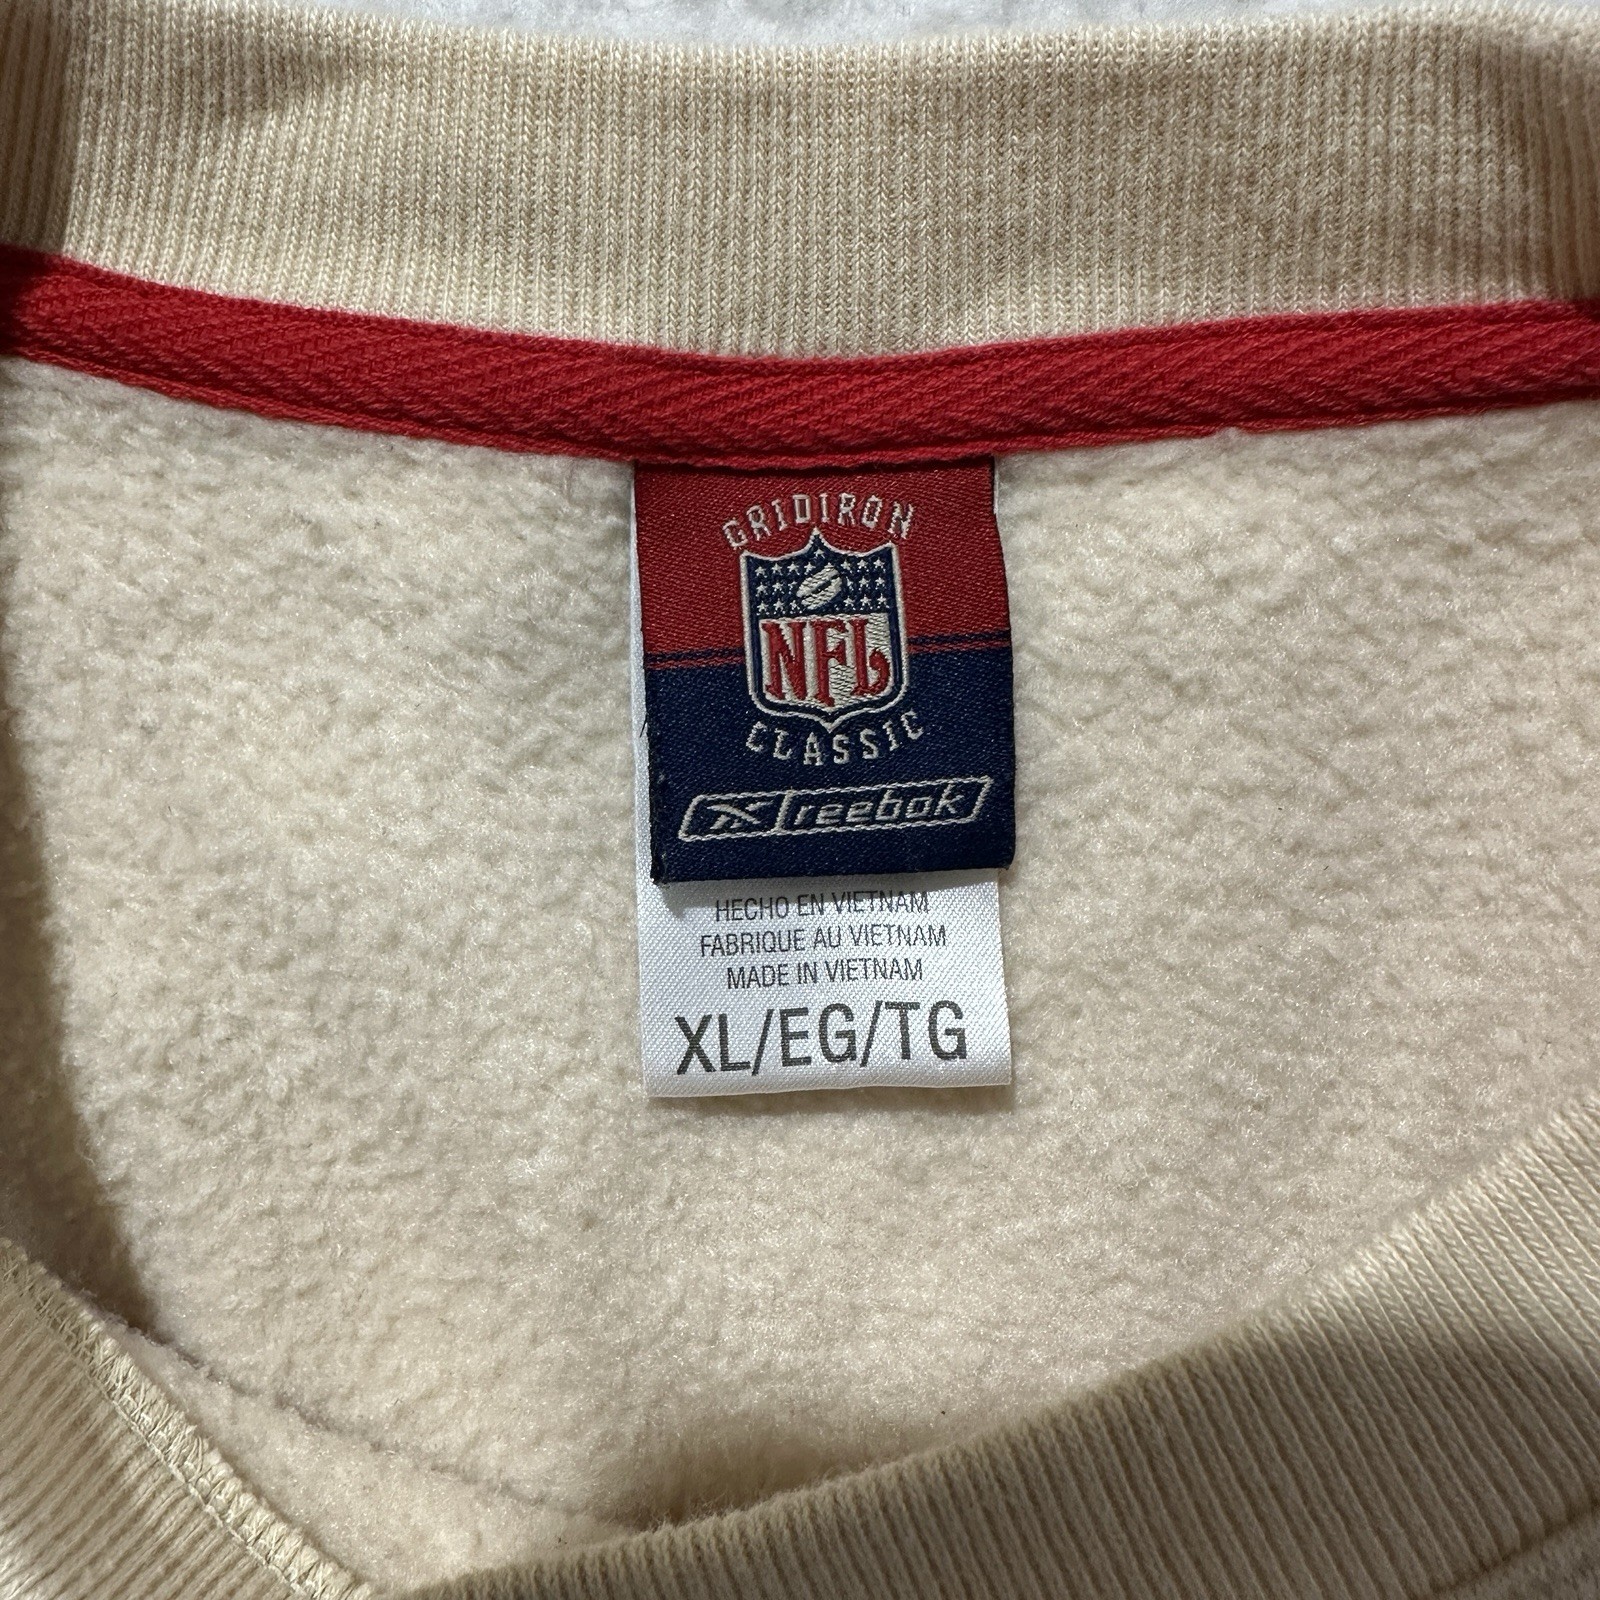 GRIDIRON
NFL
CLASSIC
reebok
HECHO EN VIETNAM
FABRIQUE AU VIETNAM
MADE IN VIETNAM
XL/EG/TG